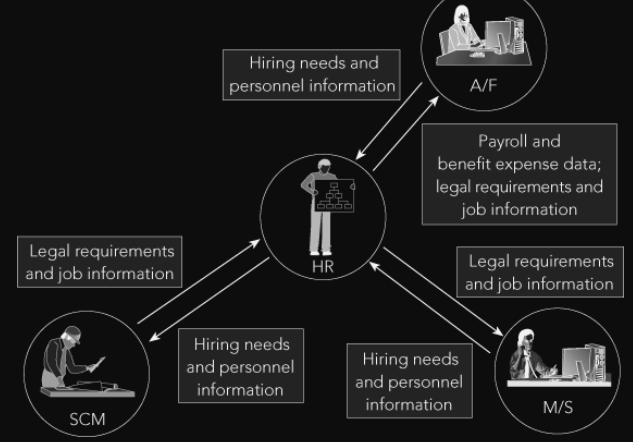 Hiring needs and
personnel information
A/F
Payroll and
benefit expense data;
legal requirements and
job information
HR
Legal requirements
and job information
Legal requirements
and job information
Hiring needs
and personnel
information
Hiring needs
and personnel
information
SCM
M/S